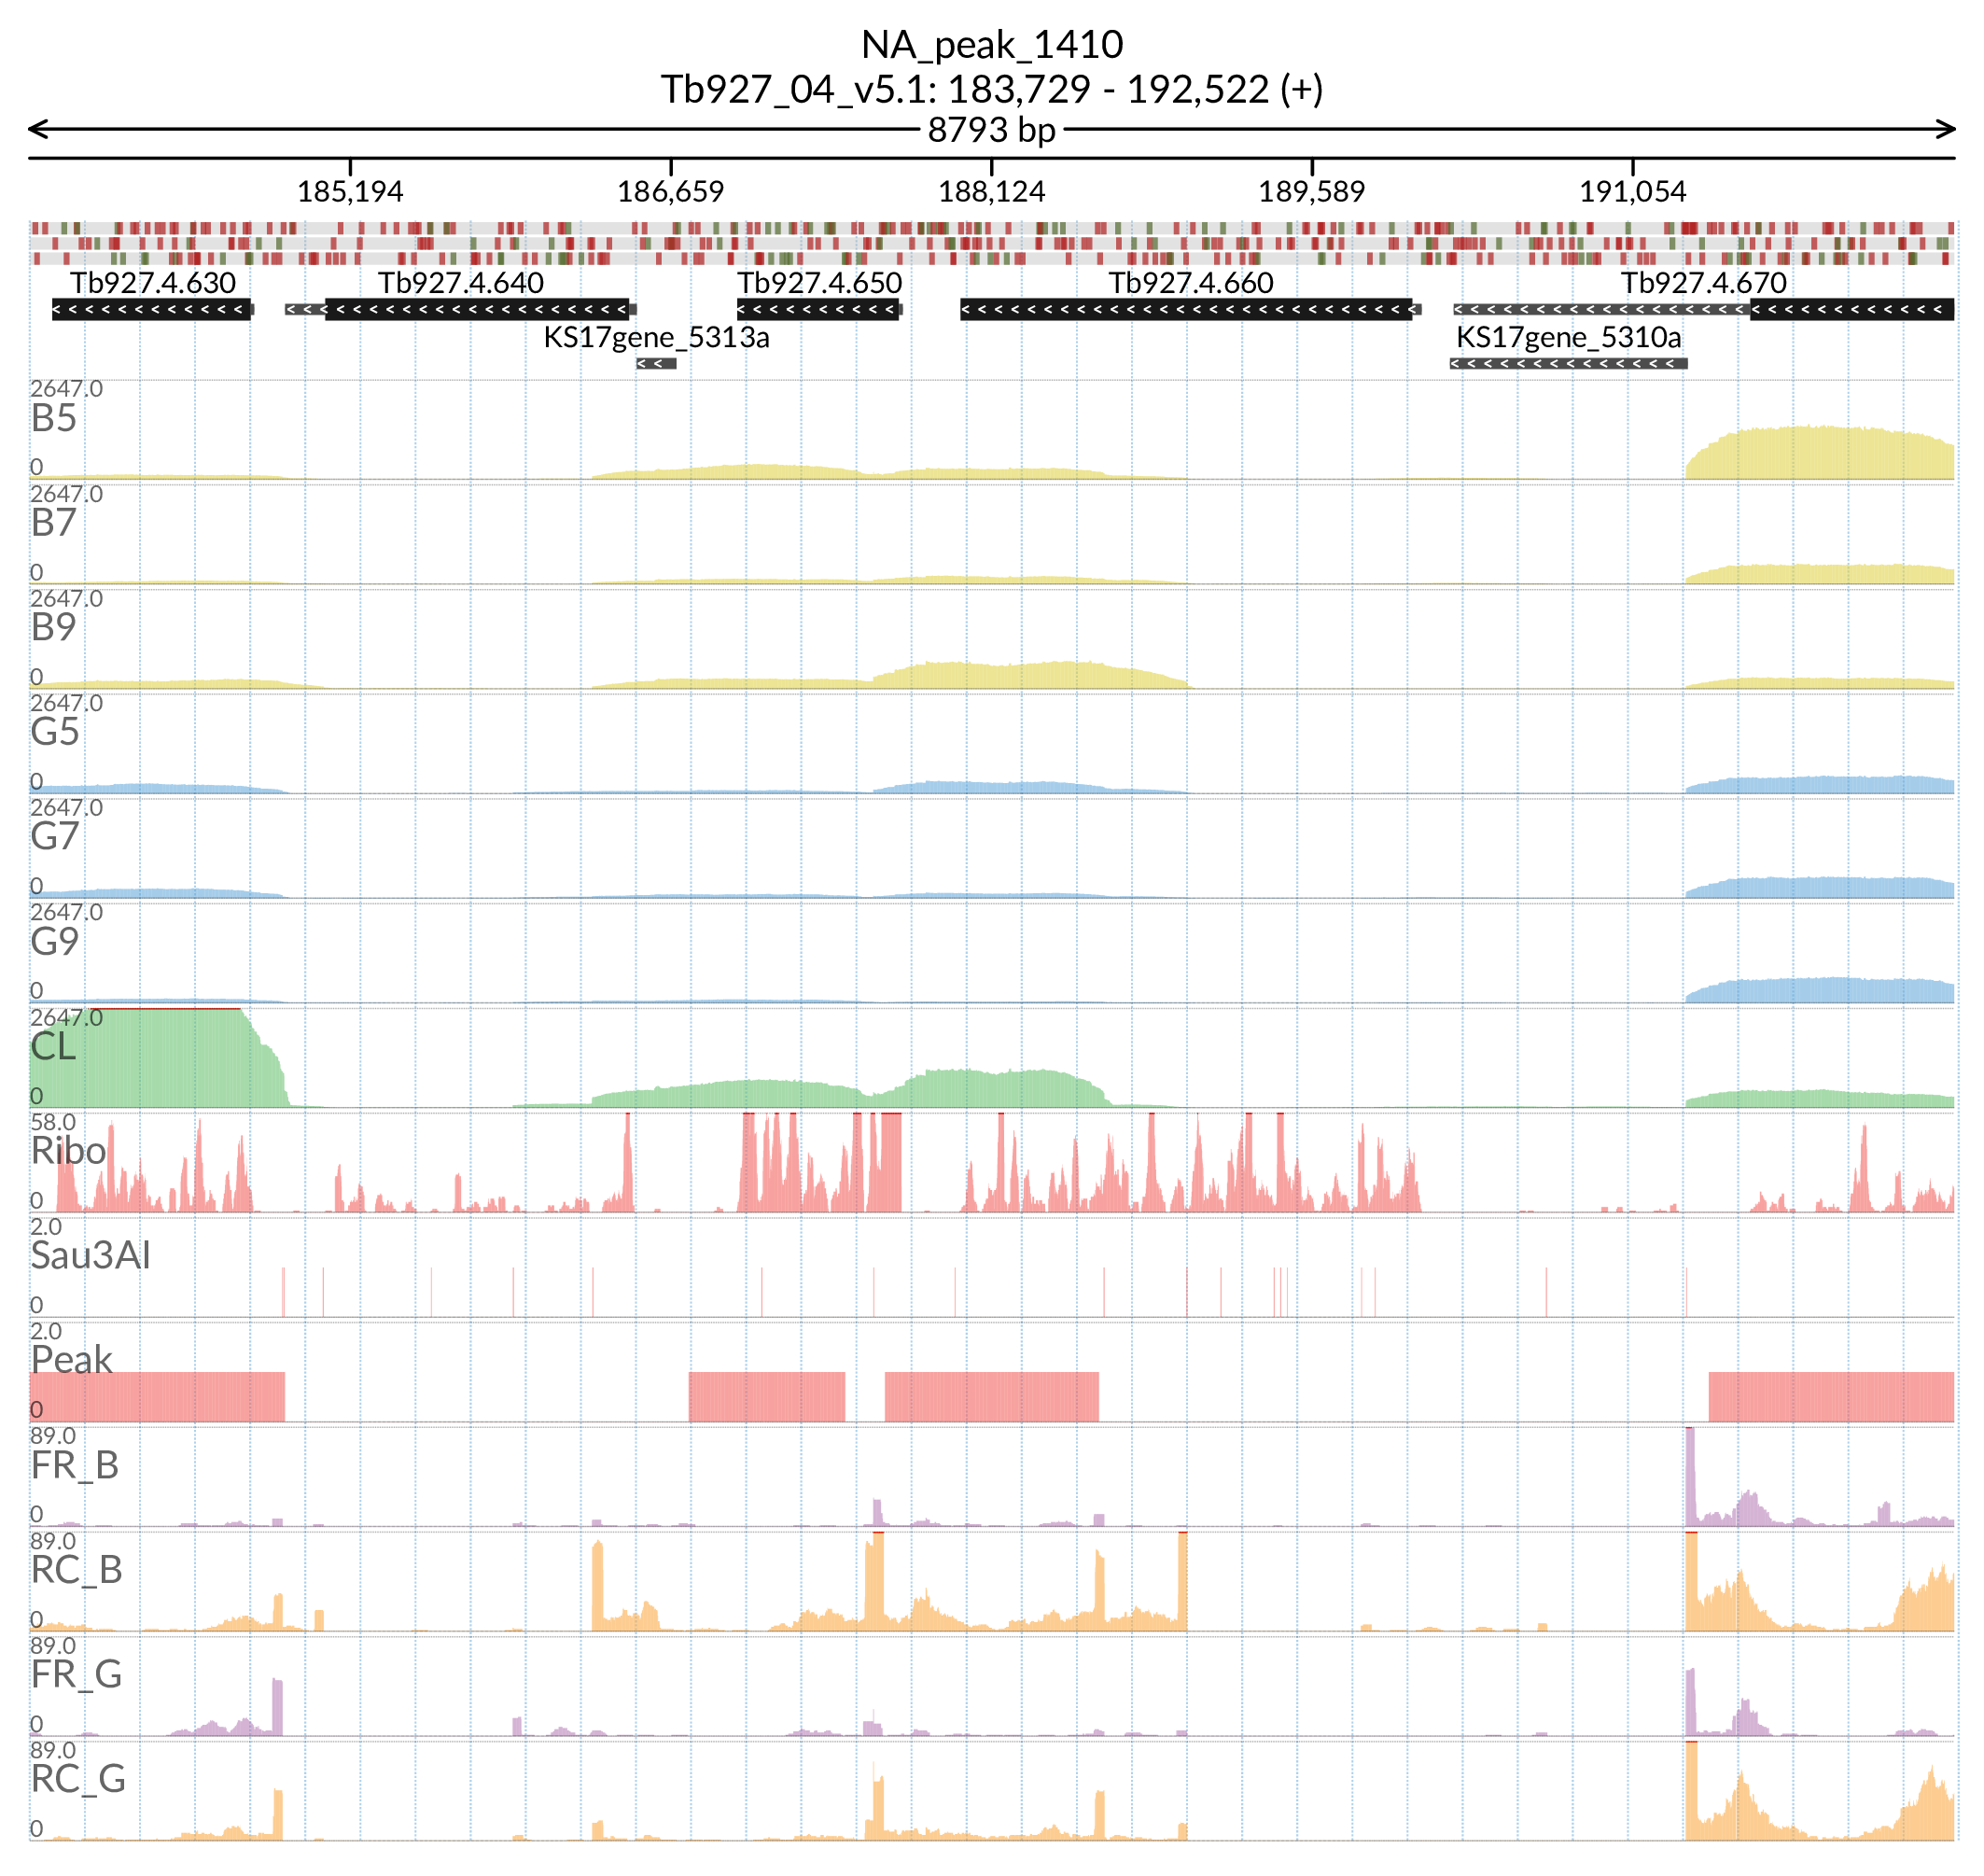 NA_peak_1410
Tb927_04_v5.1: 183,729 - 192,522 (+)
8793 bp
185,194 186,659 188,124 189,589 191,054
Tb927.4.630 Tb927.4.640 Tb927.4.650 Tb927.4.660 Tb927.4.670
KS17gene_5313a KS17gene_5310a
2647.0
B5
0
2647.0
B7
0
2647.0
B9
0
2647.0
G5
0
2647.0
G7
0
2647.0
G9
0
2647.0
CL
0
58.0
Ribo
0
2.0
Sau3AI
0
2.0
Peak
0
89.0
FR_B
0
89.0
RC_B
0
89.0
FR_G
0
89.0
RC_G
0